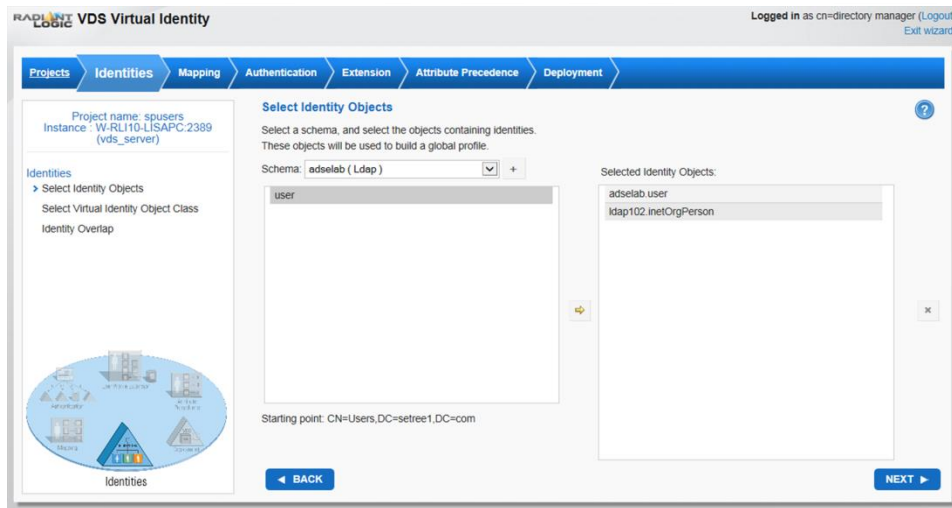 RADIANT LOGIC VDS Virtual Identity
Logged in as cn=directory manager (Logout
Exit wizard
Projects Identities Mapping Authentication Extension Attribute Precedence Deployment
Project name: spusers
Instance : W-RLI10-LISAPC:2389
(vds_server)
Identities
Select Identity Objects
Select Virtual Identity Object Class
Identity Overlap
Identities
Select Identity Objects
Select a schema, and select the objects containing identities.
These objects will be used to build a global profile.
Schema: adselab ( Ldap ) +
user
Starting point: CN=Users,DC=setree1,DC=com
Selected Identity Objects:
adselab.user
ldap102.inetOrgPerson
BACK
NEXT